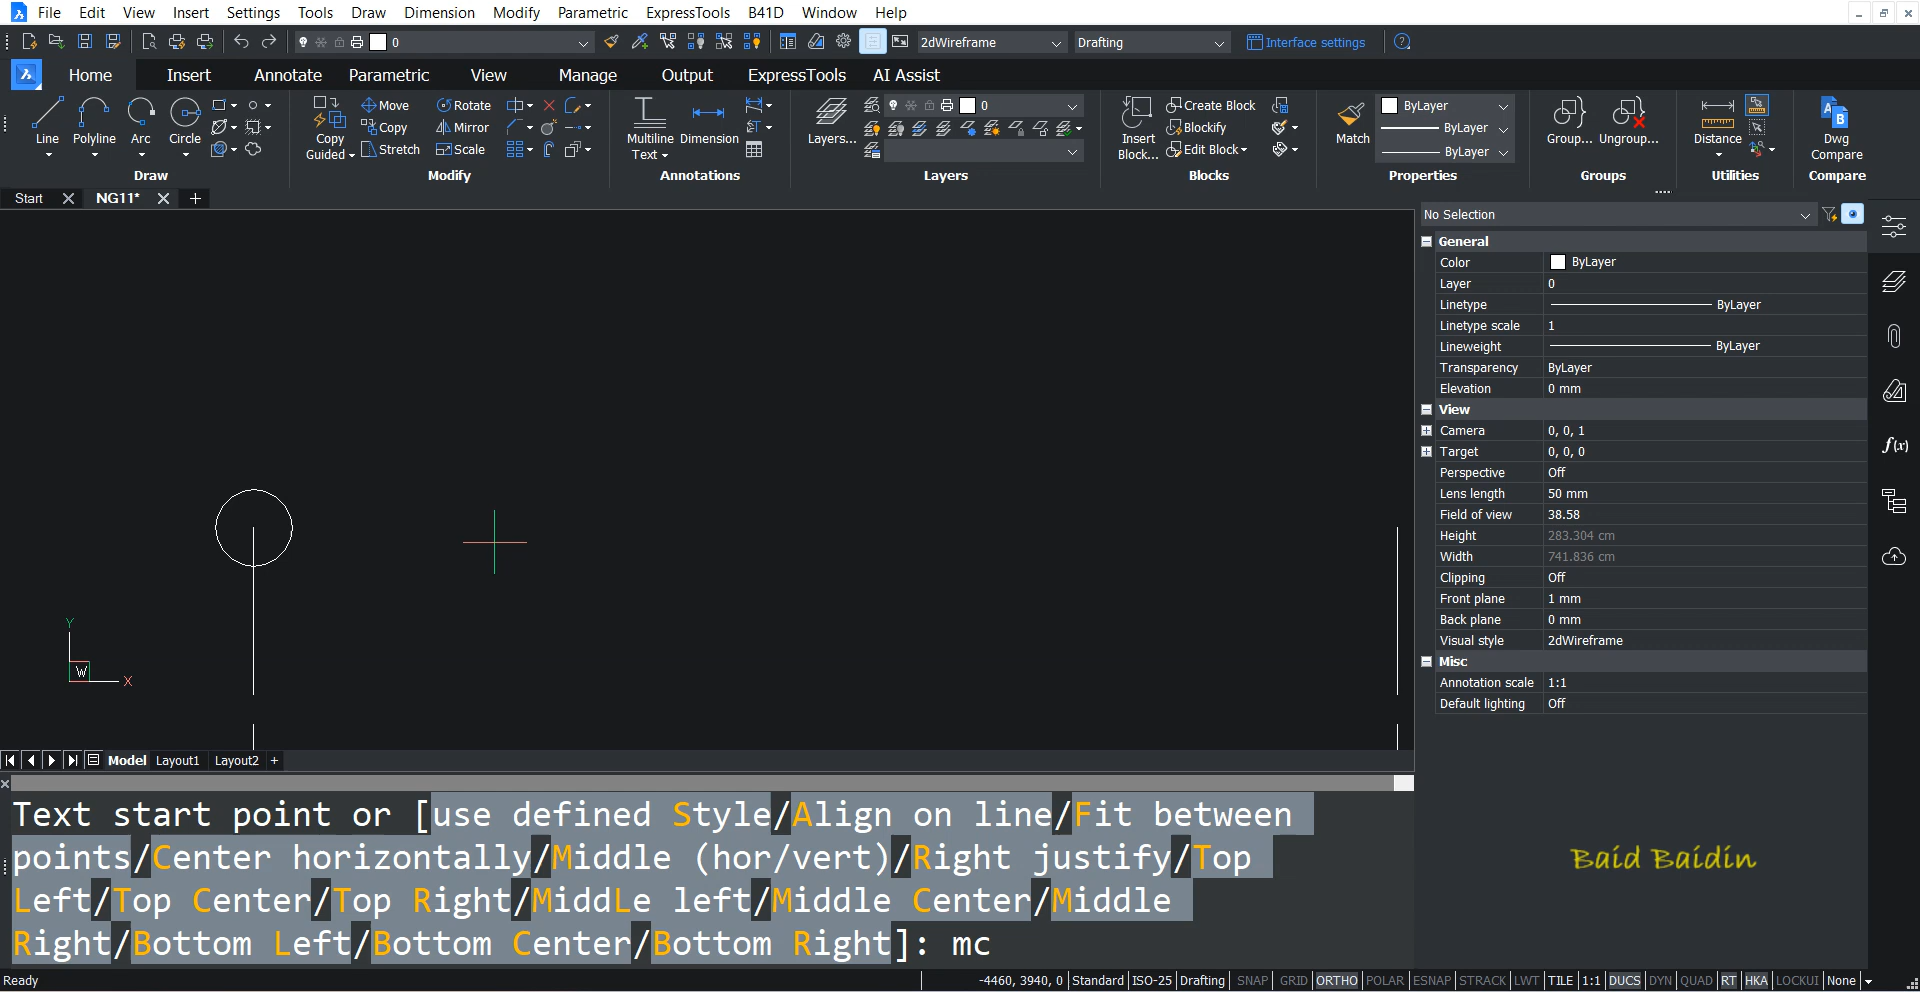 File Edit View Insert Settings Tools Draw Dimension Modify Parametric ExpressTools B41D Window Help
0 2dWireframe Drafting Interface settings
Home Insert Annotate Parametric View Manage Output ExpressTools AI Assist
Line Polyline Arc Circle
Draw
Copy Guided
Move Rotate
Copy Mirror
Stretch Scale
Modify
Multiline Text Dimension
Annotations
Layers... 0
Layers
Insert Block...
Create Block
Blockify
Edit Block
Blocks
Match
ByLayer
ByLayer
ByLayer
Properties
Group... Ungroup...
Groups
Distance
Utilities
Dwg Compare
Compare
Start NG11*
No Selection
General
Color ByLayer
Layer 0
Linetype ByLayer
Linetype scale 1
Lineweight ByLayer
Transparency ByLayer
Elevation 0 mm
View
Camera 0, 0, 1
Target 0, 0, 0
Perspective Off
Lens length 50 mm
Field of view 38.58
Height 283.304 cm
Width 741.836 cm
Clipping Off
Front plane 1 mm
Back plane 0 mm
Visual style 2dWireframe
Misc
Annotation scale 1:1
Default lighting Off
f(x)
Y
W X
Model Layout1 Layout2 +
Text start point or [use defined Style/Align on line/Fit between
points/Center horizontally/Middle (hor/vert)/Right justify/Top
Left/Top Center/Top Right/MiddLe left/Middle Center/Middle
Right/Bottom Left/Bottom Center/Bottom Right]: mc
Baid Baidin
Ready -4460, 3940, 0 Standard ISO-25 Drafting SNAP GRID ORTHO POLAR ESNAP STRACK LWT TILE 1:1 DUCS DYN QUAD RT HKA LOCKUI None